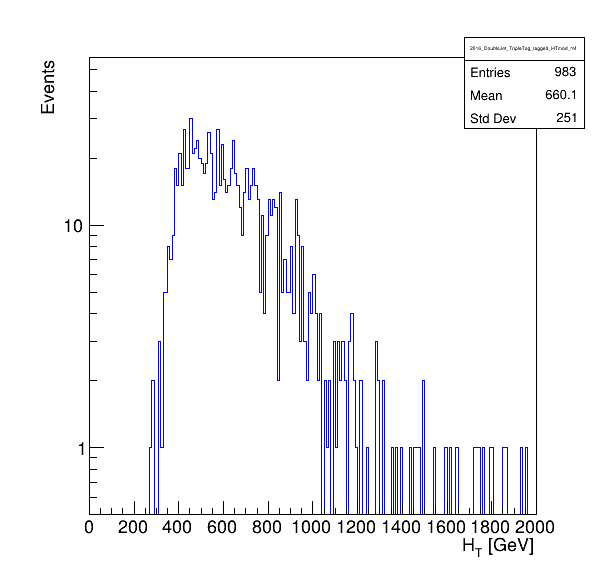 2016_DoubleJet_TripleTag_tagged_HTmod_ref
Entries 983
Mean 660.1
Std Dev 251
Events
10
1
0 200 400 600 800 1000 1200 1400 1600 1800 2000
H_T [GeV]